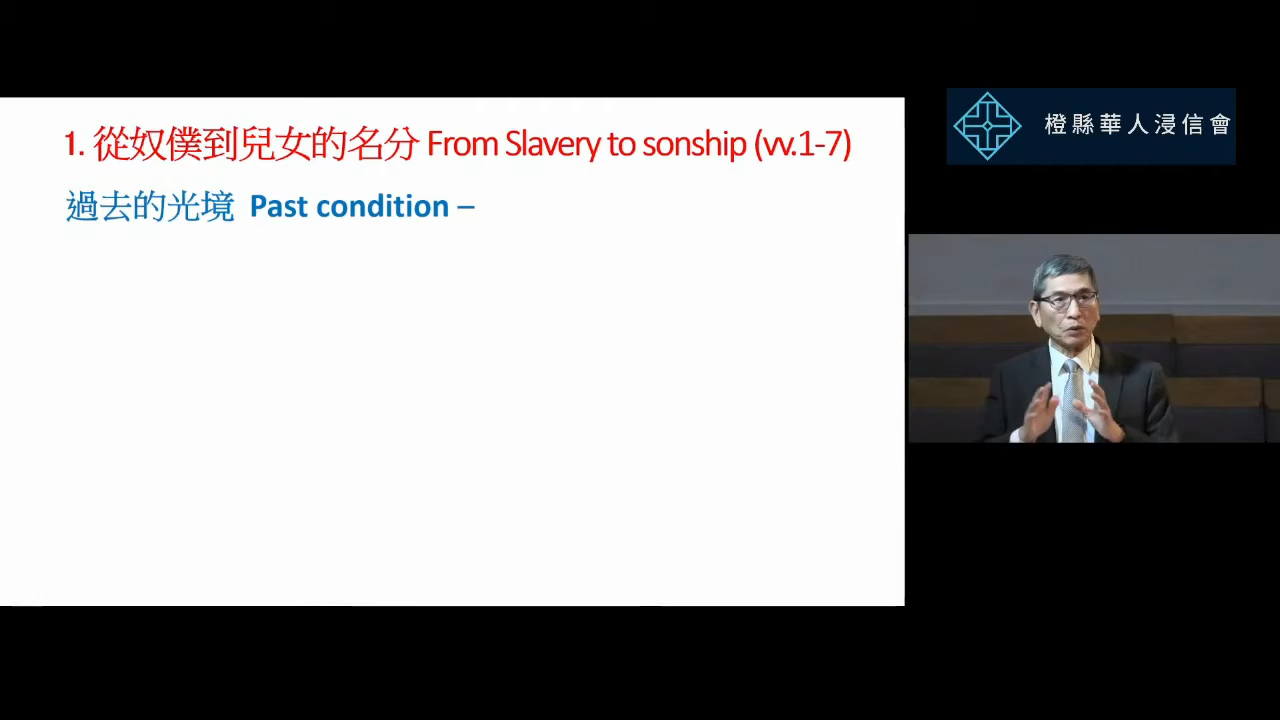 1. 從奴僕到兒女的名分 From Slavery to sonship (vv.1-7)
過去的光境 Past condition –
橙縣華人浸信會